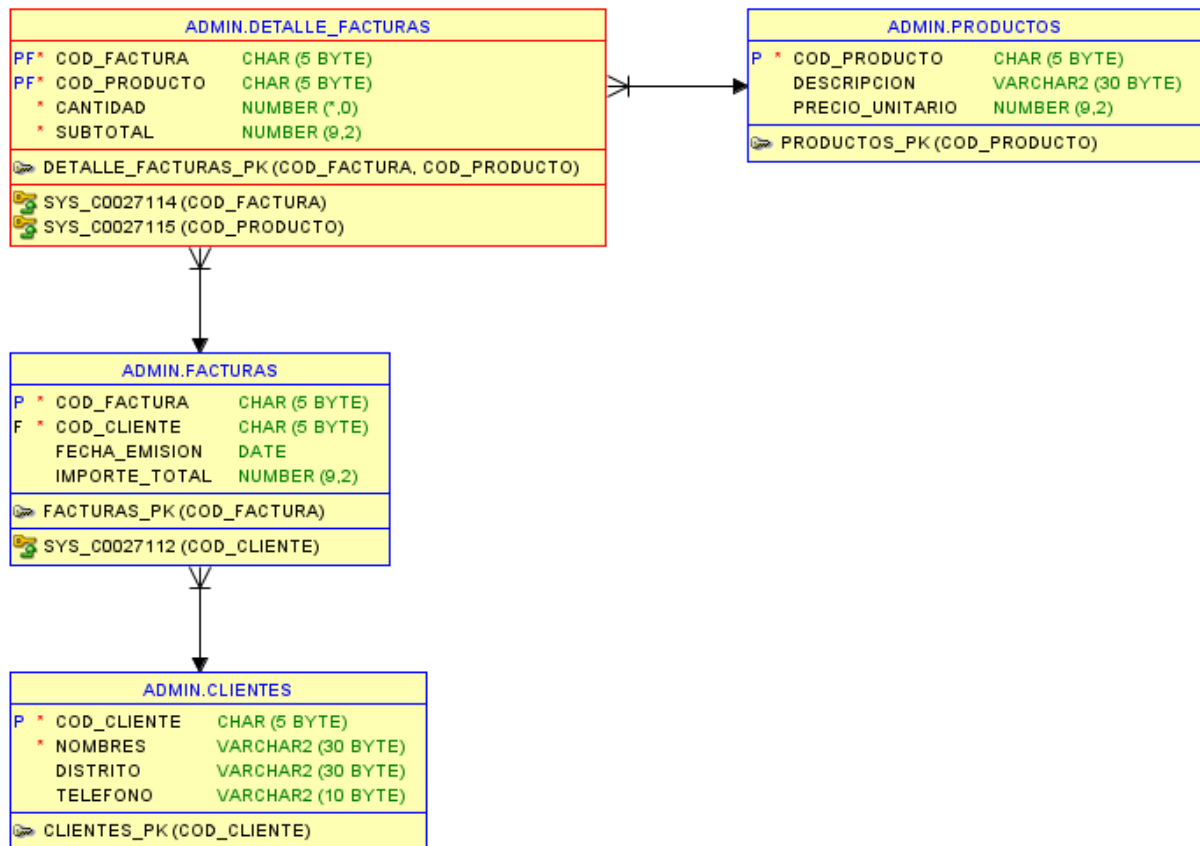 ADMIN.DETALLE_FACTURAS
PF* COD_FACTURA CHAR (5 BYTE)
PF* COD_PRODUCTO CHAR (5 BYTE)
* CANTIDAD NUMBER (*,0)
* SUBTOTAL NUMBER (9,2)
DETALLE_FACTURAS_PK (COD_FACTURA, COD_PRODUCTO)
SYS_C0027114 (COD_FACTURA)
SYS_C0027115 (COD_PRODUCTO)
ADMIN.PRODUCTOS
P * COD_PRODUCTO CHAR (5 BYTE)
DESCRIPCION VARCHAR2 (30 BYTE)
PRECIO_UNITARIO NUMBER (9,2)
PRODUCTOS_PK (COD_PRODUCTO)
ADMIN.FACTURAS
P * COD_FACTURA CHAR (5 BYTE)
F * COD_CLIENTE CHAR (5 BYTE)
FECHA_EMISION DATE
IMPORTE_TOTAL NUMBER (9,2)
FACTURAS_PK (COD_FACTURA)
SYS_C0027112 (COD_CLIENTE)
ADMIN.CLIENTES
P * COD_CLIENTE CHAR (5 BYTE)
* NOMBRES VARCHAR2 (30 BYTE)
DISTRITO VARCHAR2 (30 BYTE)
TELEFONO VARCHAR2 (10 BYTE)
CLIENTES_PK (COD_CLIENTE)